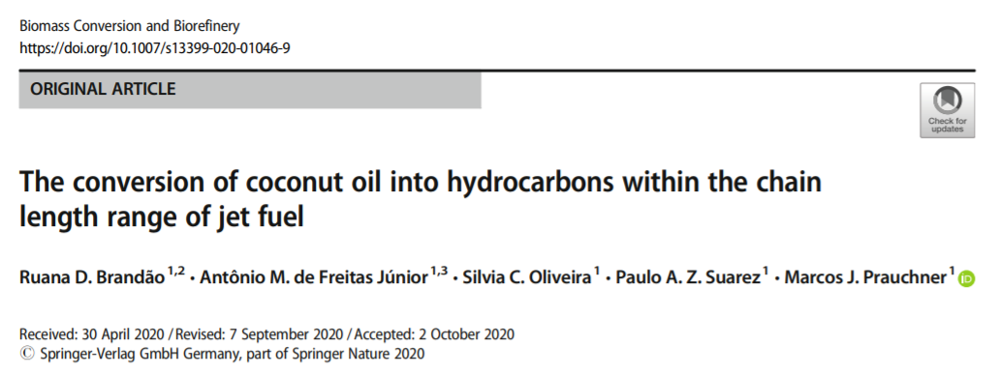 Biomass Conversion and Biorefinery
https://doi.org/10.1007/s13399-020-01046-9
ORIGINAL ARTICLE
Check for
updates
The conversion of coconut oil into hydrocarbons within the chain
length range of jet fuel
Ruana D. Brandão 1,2 · Antônio M. de Freitas Júnior 1,3 · Silvia C. Oliveira 1 · Paulo A. Z. Suarez 1 · Marcos J. Prauchner 1 iD
Received: 30 April 2020 / Revised: 7 September 2020 / Accepted: 2 October 2020
© Springer-Verlag GmbH Germany, part of Springer Nature 2020